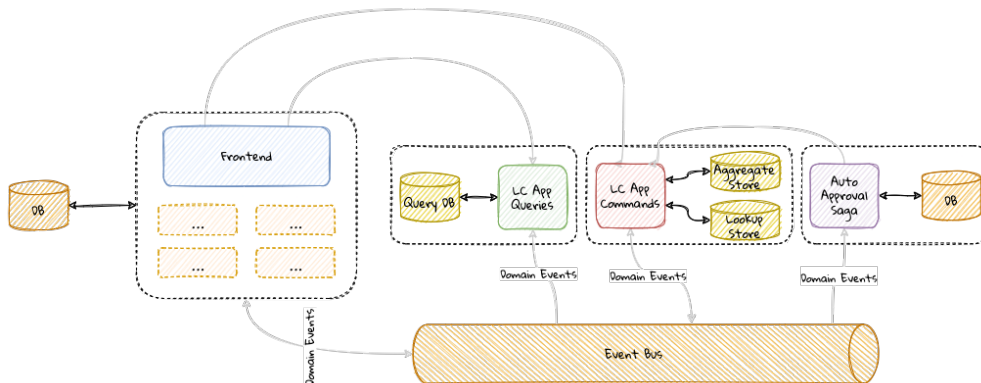 Frontend
DB
...
...
...
...
Query DB
LC App
Queries
LC App
Commands
Aggregate
Store
Lookup
Store
Auto
Approval
Saga
DB
Domain Events
Domain Events
Domain Events
Domain Events
Event Bus